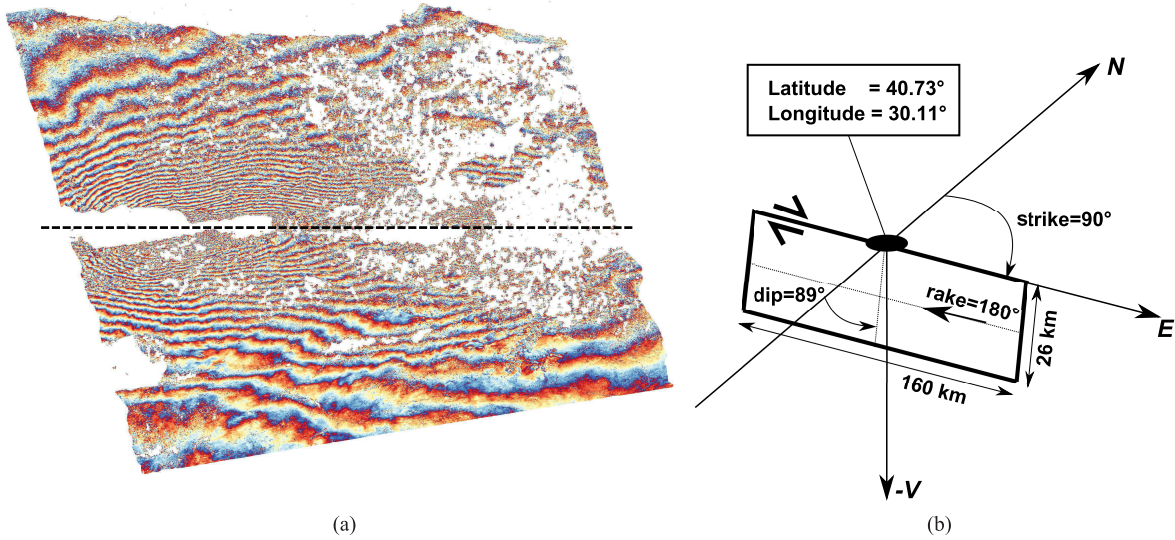 N
Latitude = 40.73°
Longitude = 30.11°
strike=90°
dip=89°
rake=180°
E
26 km
160 km
-V
(a)
(b)